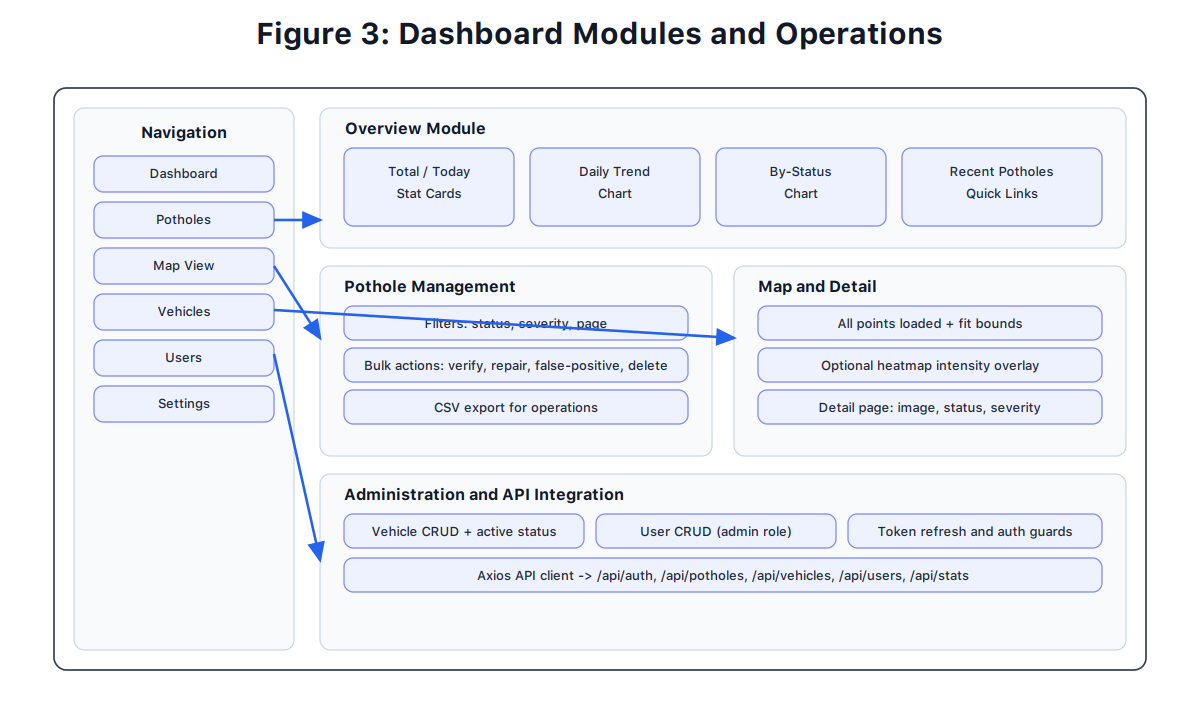 Figure 3: Dashboard Modules and Operations
Navigation
Dashboard
Potholes
Map View
Vehicles
Users
Settings
Overview Module
Total / Today
Stat Cards
Daily Trend
Chart
By-Status
Chart
Recent Potholes
Quick Links
Pothole Management
Filters: status, severity, page
Bulk actions: verify, repair, false-positive, delete
CSV export for operations
Map and Detail
All points loaded + fit bounds
Optional heatmap intensity overlay
Detail page: image, status, severity
Administration and API Integration
Vehicle CRUD + active status
User CRUD (admin role)
Token refresh and auth guards
Axios API client -> /api/auth, /api/potholes, /api/vehicles, /api/users, /api/stats